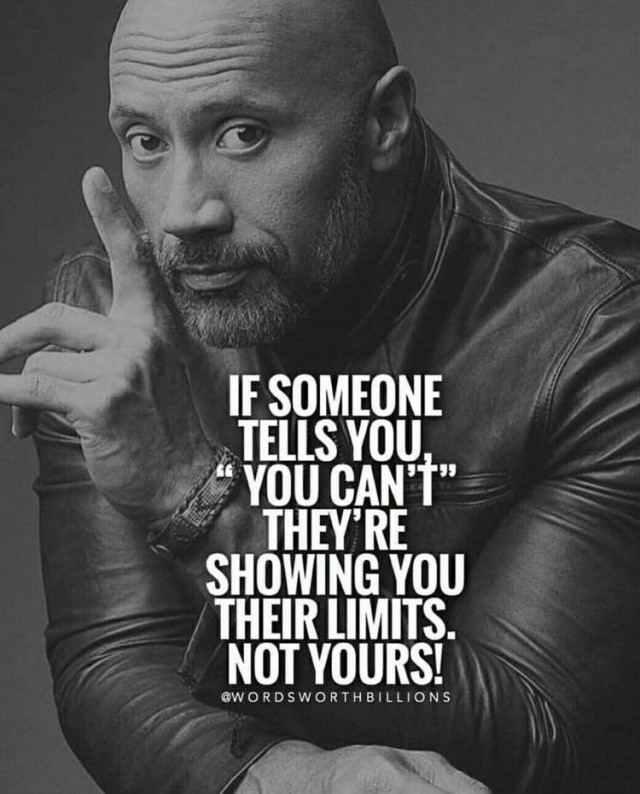 IF SOMEONE
TELLS YOU,
“ YOU CAN’T”
THEY’RE
SHOWING YOU
THEIR LIMITS.
NOT YOURS!
@WORDSWORTHBILLIONS